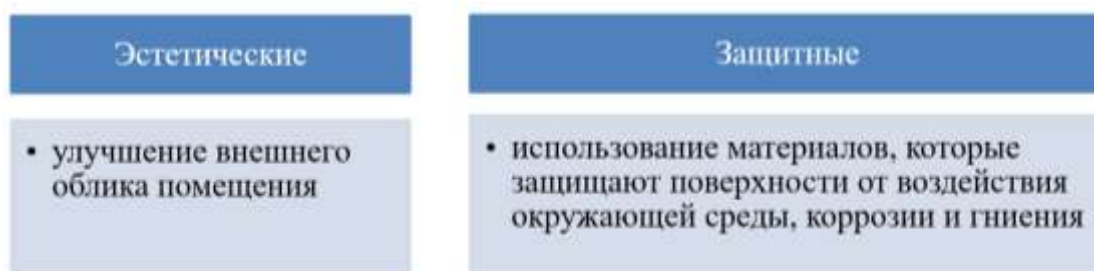 Эстетические
• улучшение внешнего
облика помещения
Защитные
• использование материалов, которые
защищают поверхности от воздействия
окружающей среды, коррозии и гниения